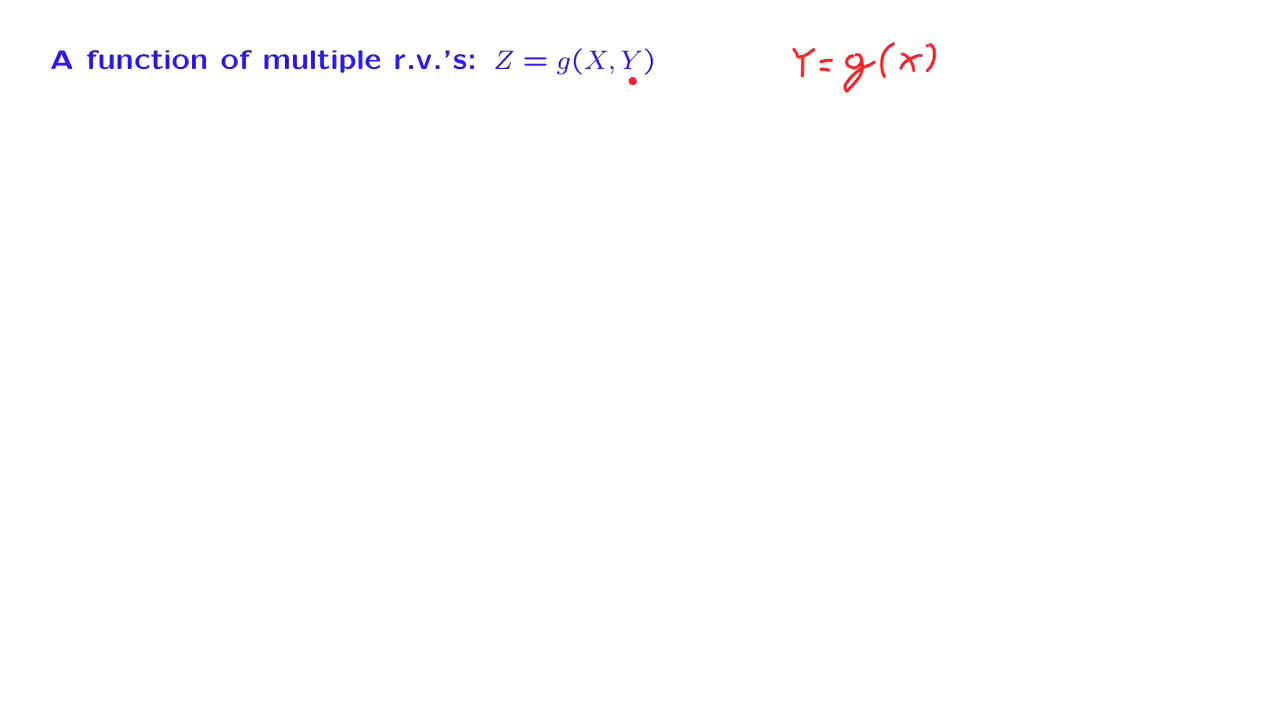 A function of multiple r.v.'s: Z = g(X, Y) Y = g(x)